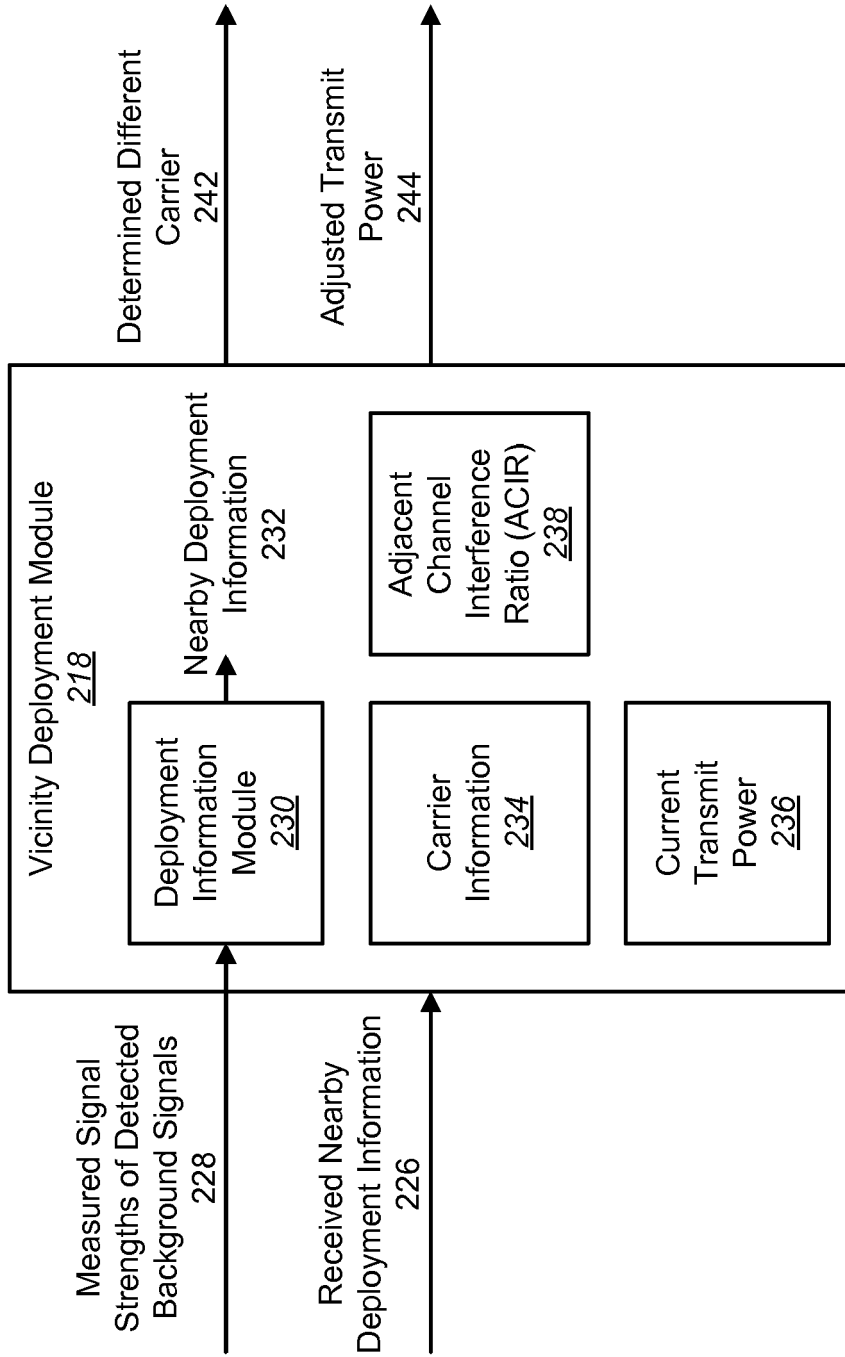 Vicinity Deployment Module
218
Measured Signal
Strengths of Detected
Background Signals
228
Received Nearby
Deployment Information
226
Deployment
Information
Module
230
Nearby Deployment
Information
232
Carrier
Information
234
Adjacent
Channel
Interference
Ratio (ACIR)
238
Current
Transmit
Power
236
Determined Different
Carrier
242
Adjusted Transmit
Power
244